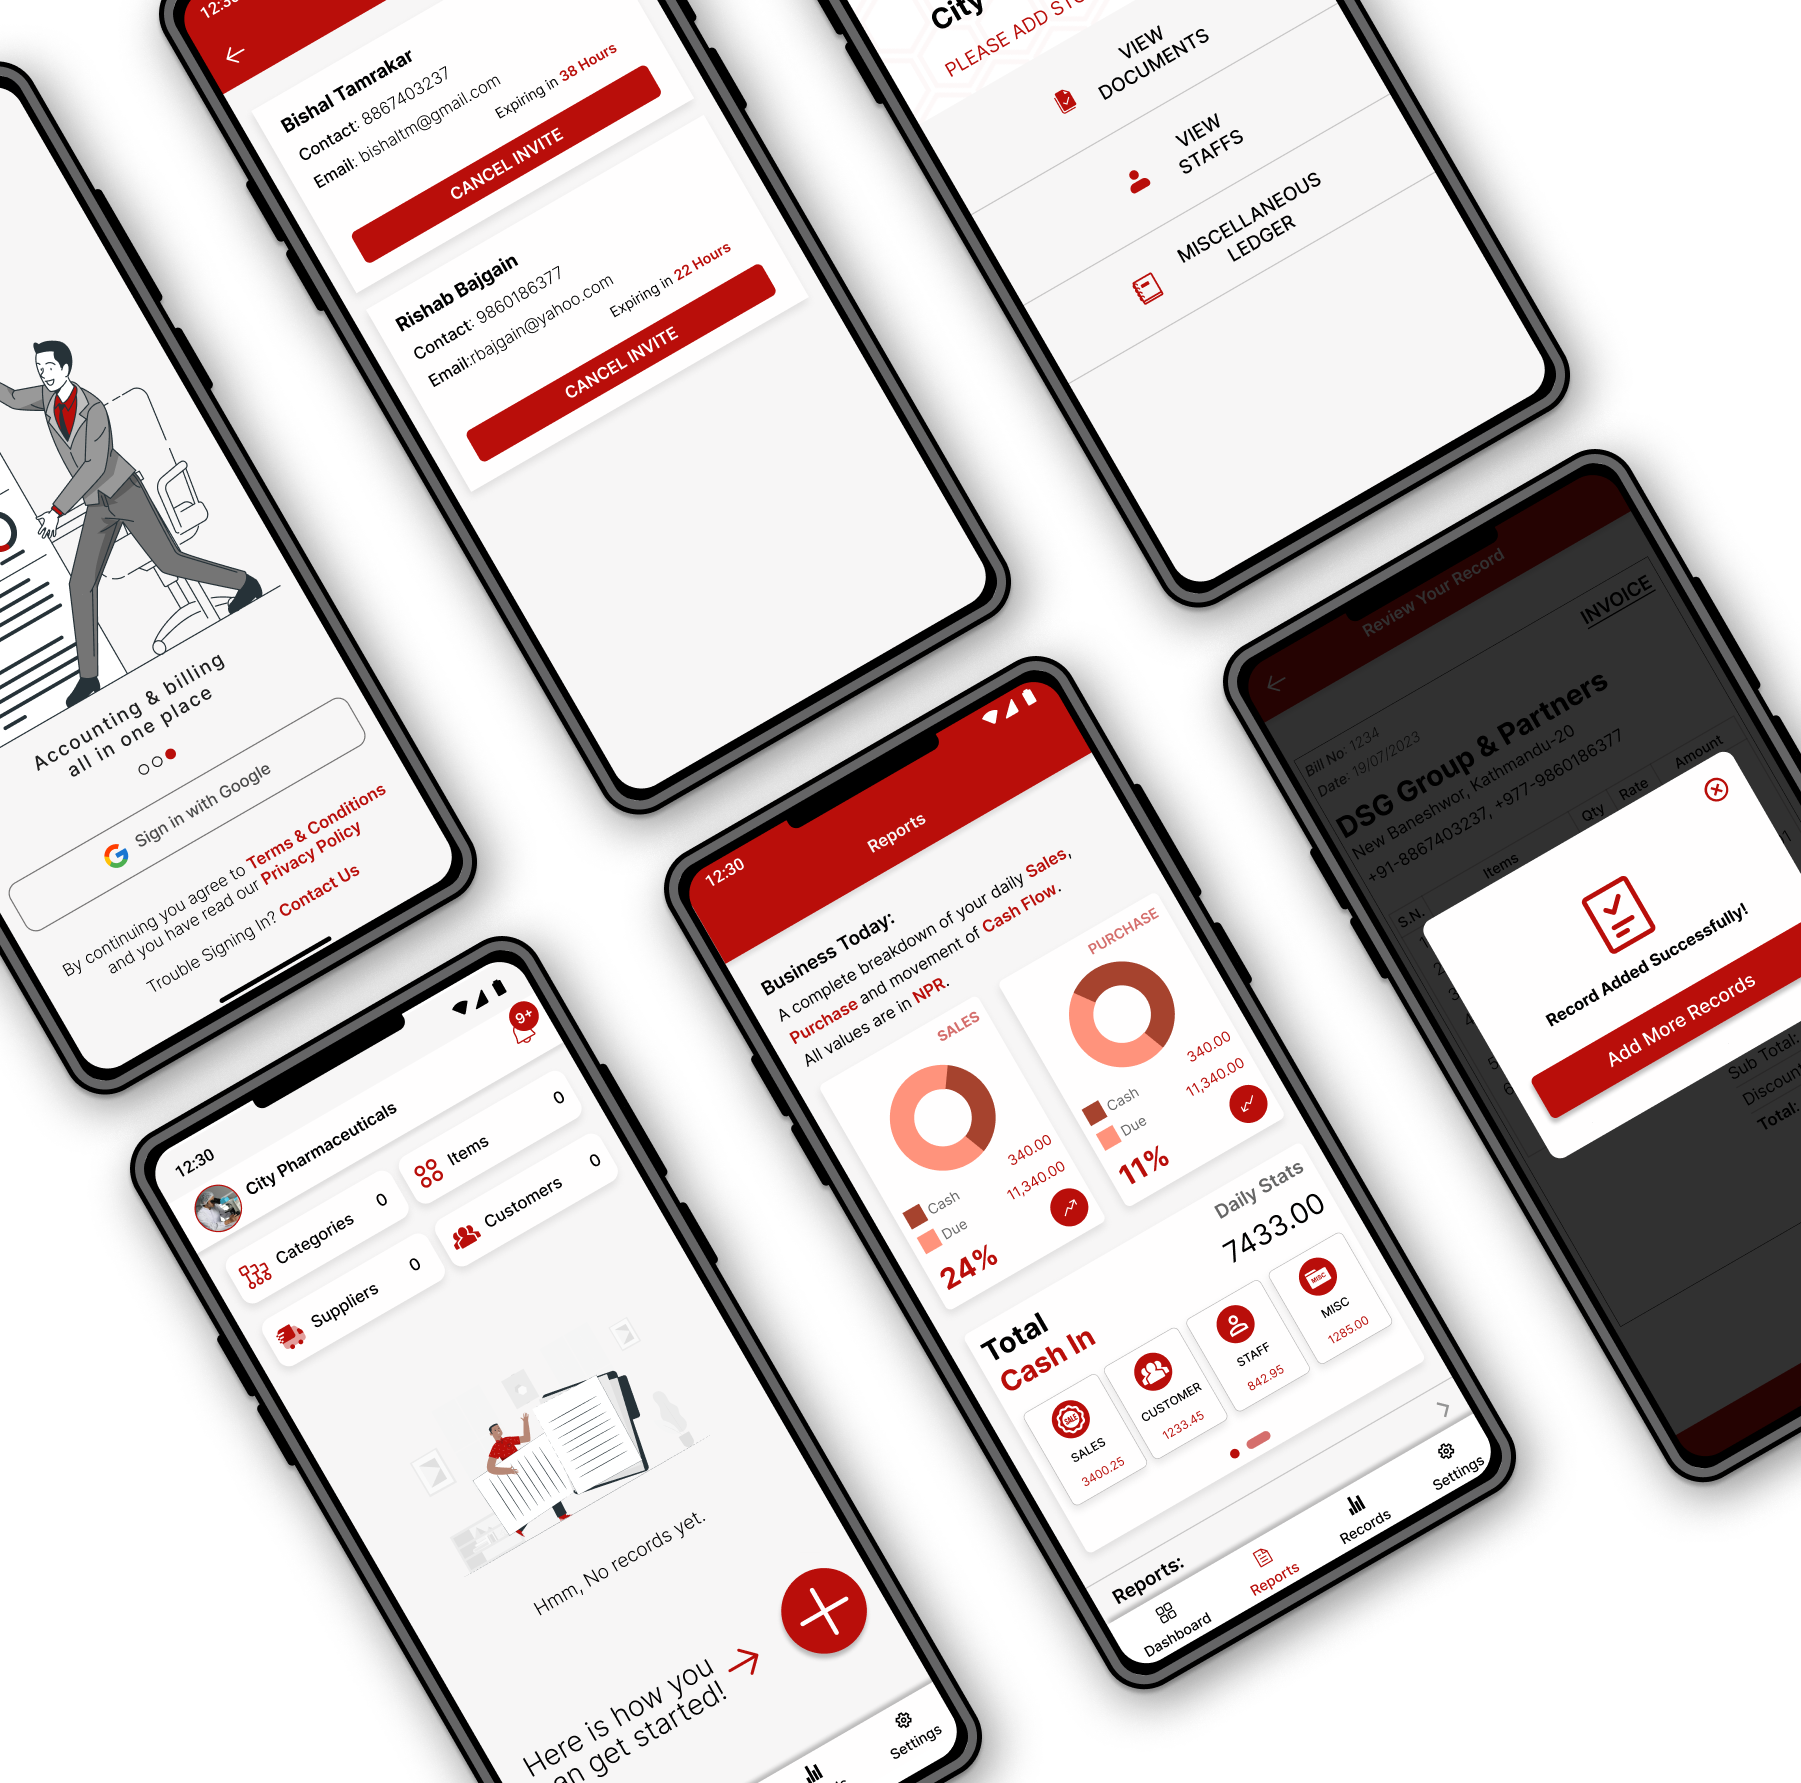 12:30
Bishal Tamrakar
Contact: 8867403237
Email: bishaltm@gmail.com
Expiring in 38 Hours
CANCEL INVITE
Rishab Bajgain
Contact: 9860186377
Email:rbajgain@yahoo.com
Expiring in 22 Hours
CANCEL INVITE
City
PLEASE ADD STO
VIEW
DOCUMENTS
VIEW
STAFFS
MISCELLANEOUS
LEDGER
Accounting & billing
all in one place
Sign in with Google
By continuing you agree to Terms & Conditions
and you have read our Privacy Policy
Trouble Signing In? Contact Us
Review Your Record
INVOICE
Bill No: 1234
Date: 19/07/2023
DSG Group & Partners
New Baneshwor, Kathmandu-20
+91-8867403237, +977-9860186377
S.N.
Items
Qty
Rate
Amount
Record Added Successfully!
Add More Records
Sub Total:
Discount
Total:
12:30
Reports
Business Today:
A complete breakdown of your daily Sales,
Purchase and movement of Cash Flow.
All values are in NPR.
SALES
Cash
340.00
Due
11,340.00
24%
PURCHASE
Cash
340.00
Due
11,340.00
11%
Daily Stats
7433.00
Total
Cash In
SALE
SALES
3400.25
CUSTOMER
1233.45
STAFF
842.95
MISC
MISC
1285.00
Reports:
Dashboard
Reports
Records
Settings
12:30
9+
City Pharmaceuticals
Categories 0
Items 0
Suppliers 0
Customers 0
Hmm, No records yet.
Here is how you
an get started!
Settings